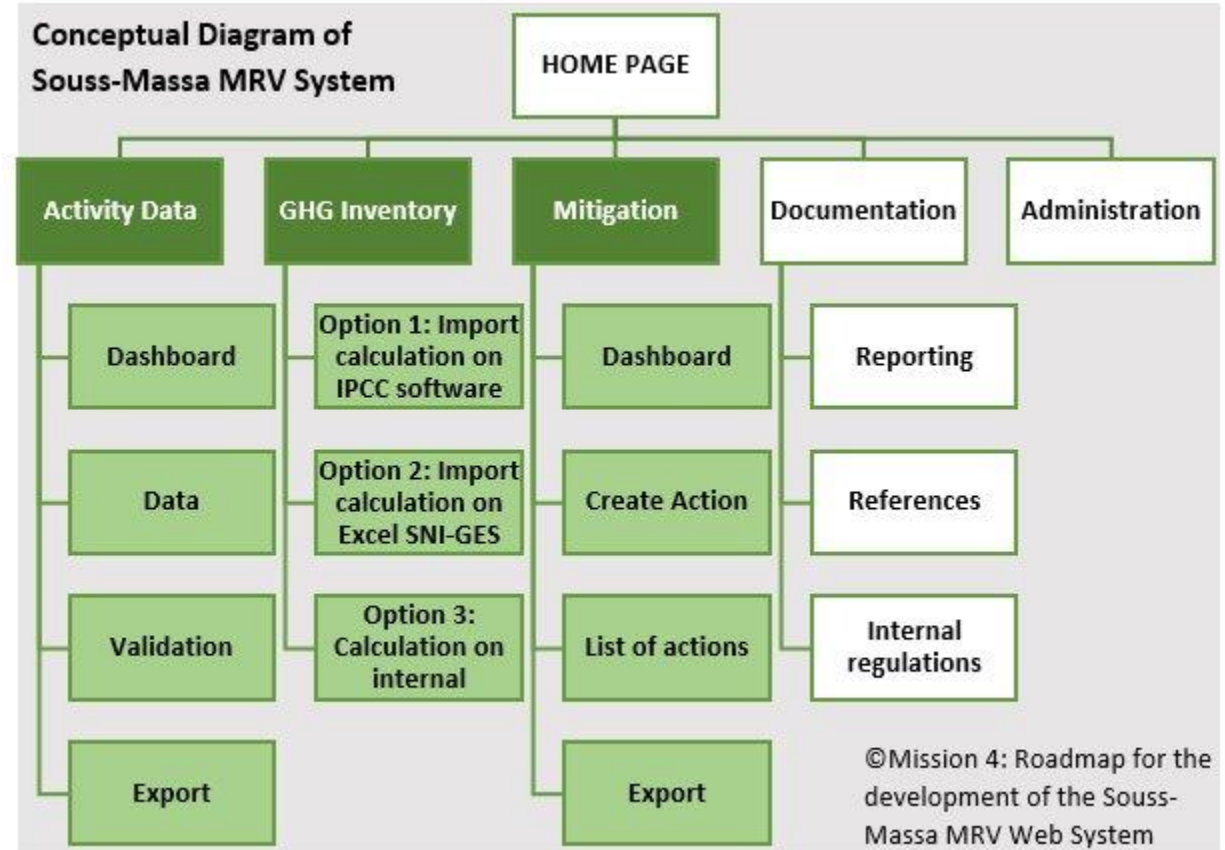 Conceptual Diagram of
Souss-Massa MRV System
HOME PAGE
Activity Data
GHG Inventory
Mitigation
Documentation
Administration
Dashboard
Data
Validation
Export
Option 1: Import
calculation on
IPCC software
Option 2: Import
calculation on
Excel SNI-GES
Option 3:
Calculation on
internal
Dashboard
Create Action
List of actions
Export
Reporting
References
Internal
regulations
©Mission 4: Roadmap for the
development of the Souss-
Massa MRV Web System